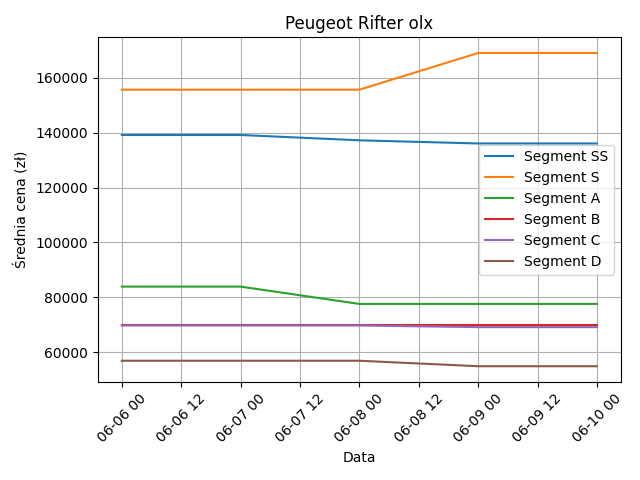 Peugeot Rifter olx
Średnia cena (zł)
160000
140000
120000
100000
80000
60000
Segment SS
Segment S
Segment A
Segment B
Segment C
Segment D
06-06 00
06-06 12
06-07 00
06-07 12
06-08 00
06-08 12
06-09 00
06-09 12
06-10 00
Data